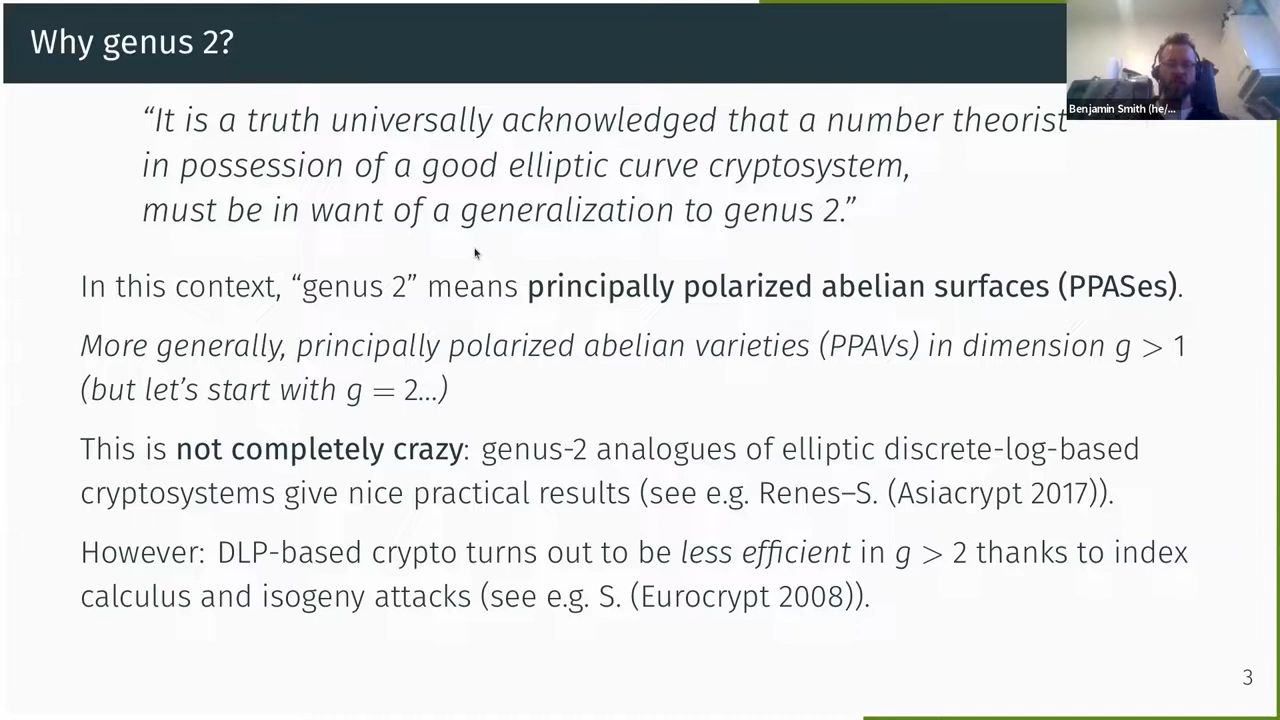 Why genus 2?
Benjamin Smith (he/...
“It is a truth universally acknowledged that a number theorist
in possession of a good elliptic curve cryptosystem,
must be in want of a generalization to genus 2.”
In this context, “genus 2” means principally polarized abelian surfaces (PPASes).
More generally, principally polarized abelian varieties (PPAVs) in dimension g > 1
(but let’s start with g = 2...)
This is not completely crazy: genus-2 analogues of elliptic discrete-log-based
cryptosystems give nice practical results (see e.g. Renes–S. (Asiacrypt 2017)).
However: DLP-based crypto turns out to be less efficient in g > 2 thanks to index
calculus and isogeny attacks (see e.g. S. (Eurocrypt 2008)).
3